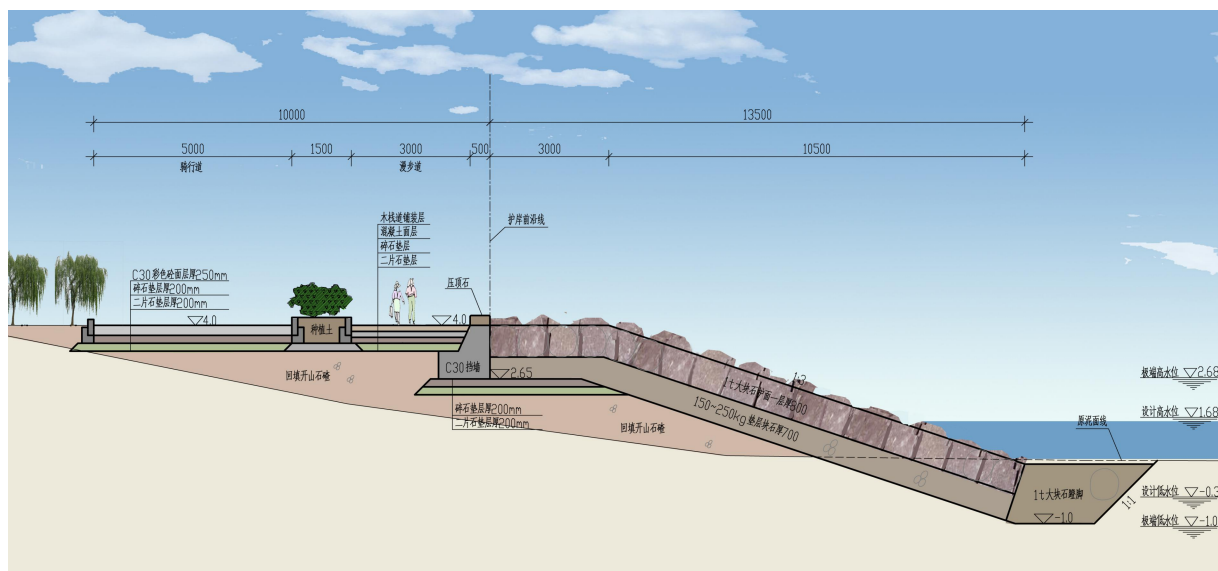 10000
13500
5000
1500
3000
500
3000
10500
骑行道
漫步道
木栈道铺装层
混凝土面层
碎石垫层
二片石垫层
护岸前沿线
C30彩色砼面层厚250mm
碎石垫层厚200mm
二片石垫层厚200mm
压顶石
4.0
种植土
4.0
C30挡墙
2.65
回填开山石碴
1:3
1t大块石护面一层厚800
150~250kg垫层块石厚700
极端高水位 2.68
设计高水位 1.68
原泥面线
碎石垫层厚200mm
二片石垫层厚200mm
回填开山石碴
1t大块石镇脚
1:1
-1.0
设计低水位 -0.3
极端低水位 -1.0